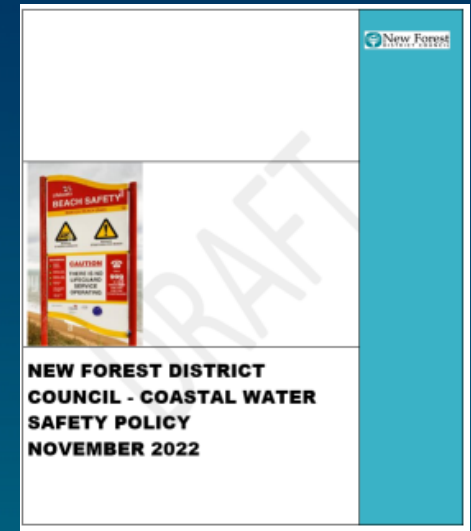 New Forest
DISTRICT COUNCIL
BEACH SAFETY
CAUTION
THERE IS NO
LIFEGUARD
SERVICE
OPERATING
999
DRAFT
NEW FOREST DISTRICT
COUNCIL - COASTAL WATER
SAFETY POLICY
NOVEMBER 2022